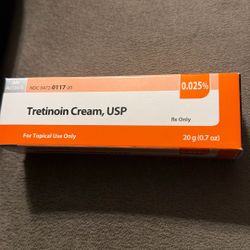 NDC 0472-0117-20
0.025%
Tretinoin Cream, USP
Rx Only
For Topical Use Only
20 g (0.7 oz)